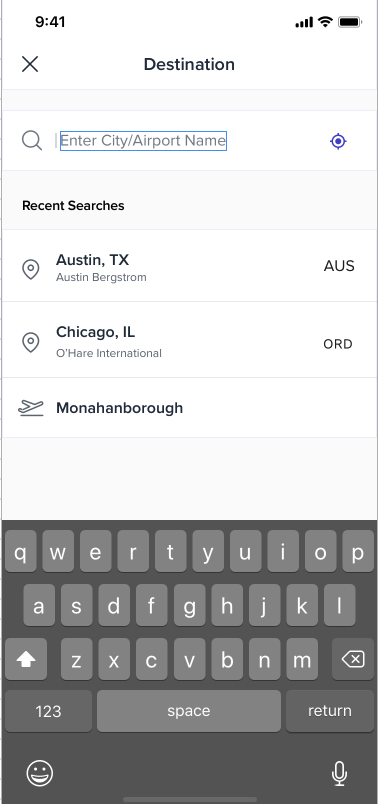 9:41
Destination
Enter City/Airport Name
Recent Searches
Austin, TX
AUS
Austin Bergstrom
Chicago, IL
ORD
O'Hare International
Monahanborough
q w e r t y u i o p
a s d f g h j k l
z x c v b n m
123 space return